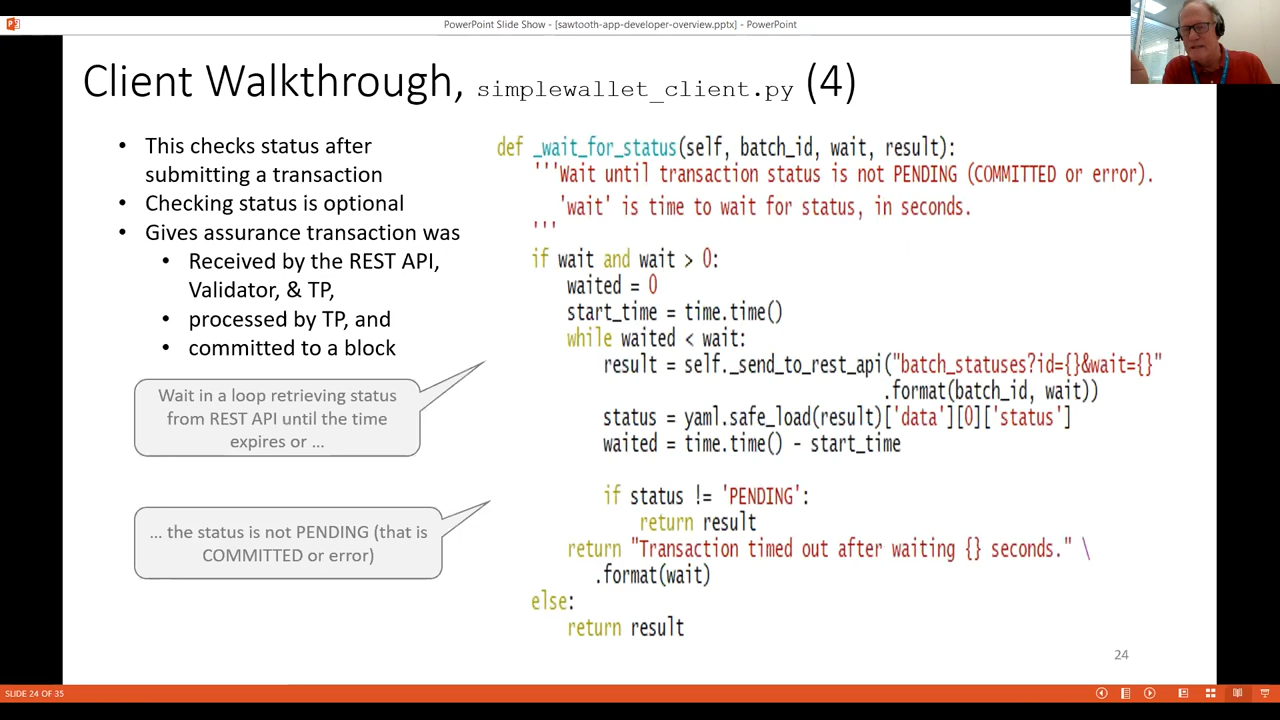 PowerPoint Slide Show - [sawtooth-app-developer-overview.pptx] - PowerPoint
Client Walkthrough, simplewallet_client.py (4)
• This checks status after
submitting a transaction
• Checking status is optional
• Gives assurance transaction was
• Received by the REST API,
Validator, & TP,
• processed by TP, and
• committed to a block
Wait in a loop retrieving status
from REST API until the time
expires or ...
... the status is not PENDING (that is
COMMITTED or error)
def _wait_for_status(self, batch_id, wait, result):
'''Wait until transaction status is not PENDING (COMMITTED or error).
'wait' is time to wait for status, in seconds.
'''
if wait and wait > 0:
waited = 0
start_time = time.time()
while waited < wait:
result = self._send_to_rest_api("batch_statuses?id={}&wait={}"
.format(batch_id, wait))
status = yaml.safe_load(result)['data'][0]['status']
waited = time.time() - start_time
if status != 'PENDING':
return result
return "Transaction timed out after waiting {} seconds." \
.format(wait)
else:
return result
24
SLIDE 24 OF 35